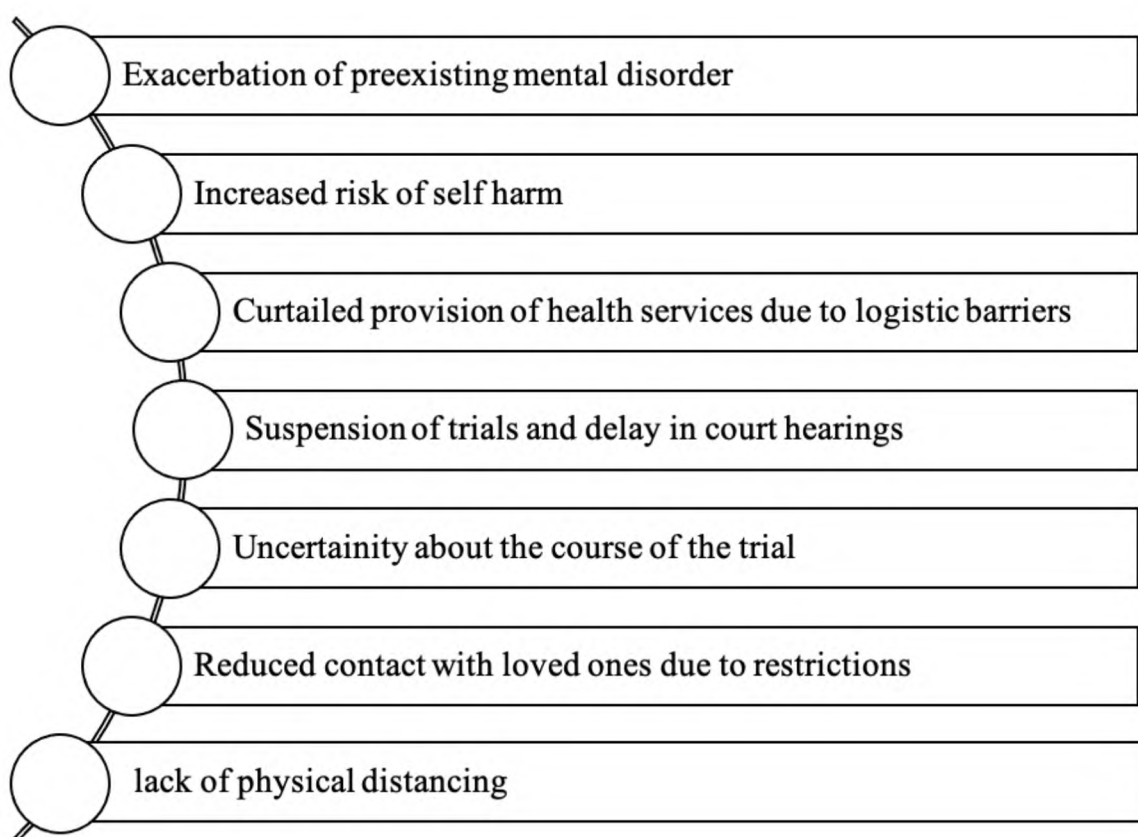 Exacerbation of preexisting mental disorder
Increased risk of self harm
Curtailed provision of health services due to logistic barriers
Suspension of trials and delay in court hearings
Uncertainity about the course of the trial
Reduced contact with loved ones due to restrictions
lack of physical distancing